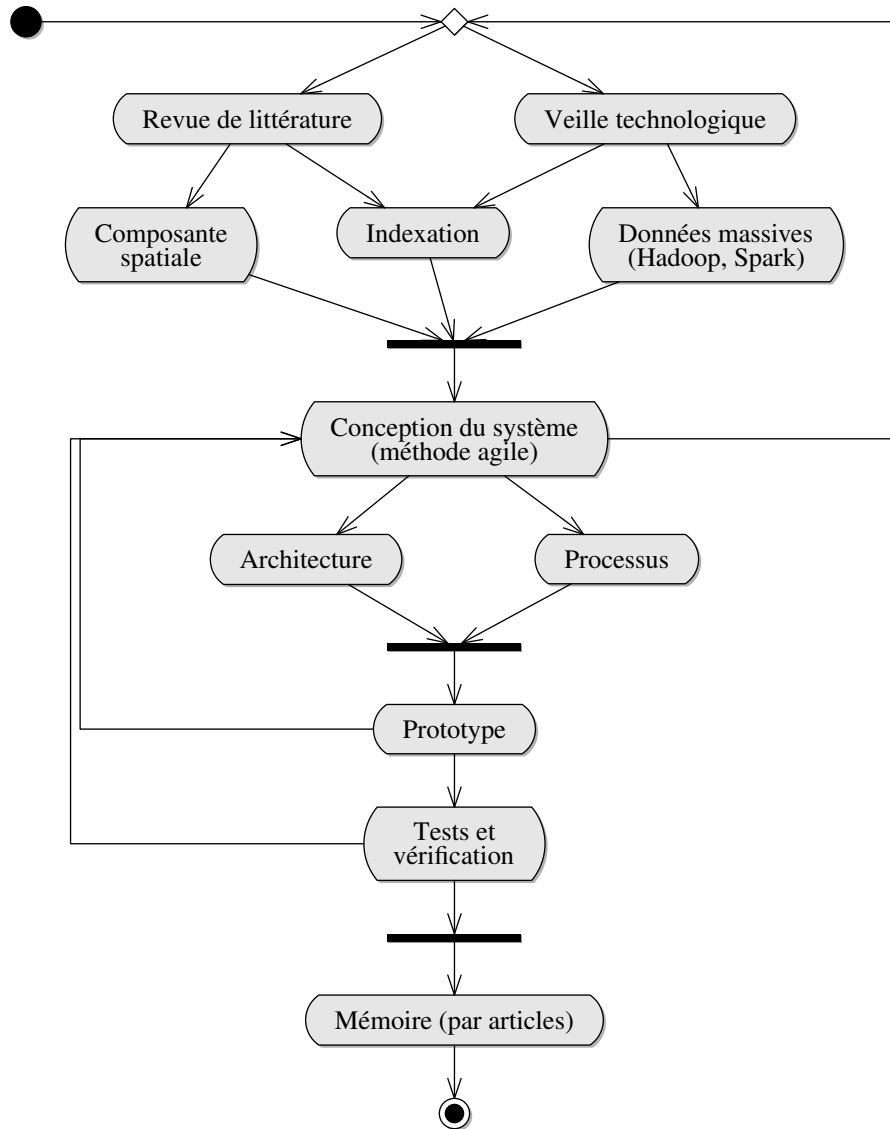 Revue de littérature
Veille technologique
Composante
spatiale
Indexation
Données massives
(Hadoop, Spark)
Conception du système
(méthode agile)
Architecture
Processus
Prototype
Tests et
vérification
Mémoire (par articles)